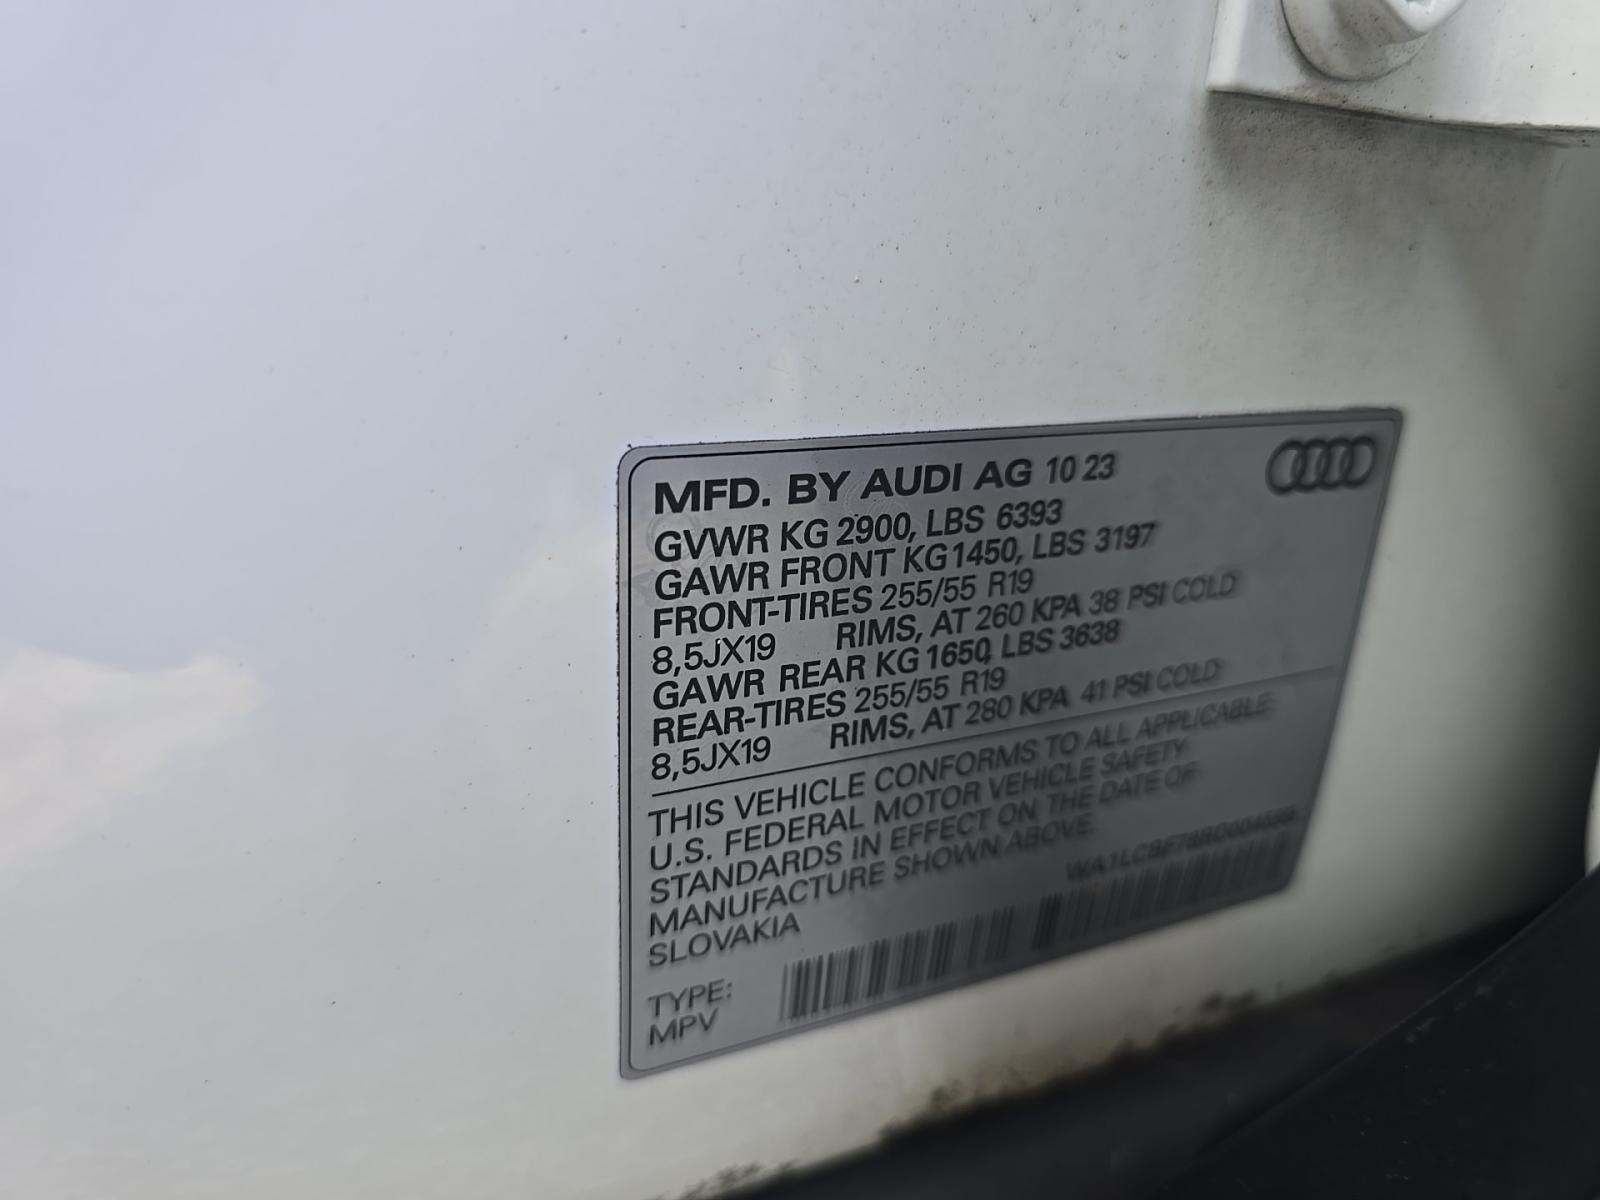 MFD. BY AUDI AG 10 23
GVWR KG 2900, LBS 6393
GAWR FRONT KG 1450, LBS 3197
FRONT-TIRES 255/55 R19
8,5JX19 RIMS, AT 260 KPA 38 PSI COLD
GAWR REAR KG 1650, LBS 3638
REAR-TIRES 255/55 R19
8,5JX19 RIMS, AT 280 KPA 41 PSI COLD
THIS VEHICLE CONFORMS TO ALL APPLICABLE
U.S. FEDERAL MOTOR VEHICLE SAFETY
STANDARDS IN EFFECT ON THE DATE OF
MANUFACTURE SHOWN ABOVE.
SLOVAKIA
TYPE:
MPV